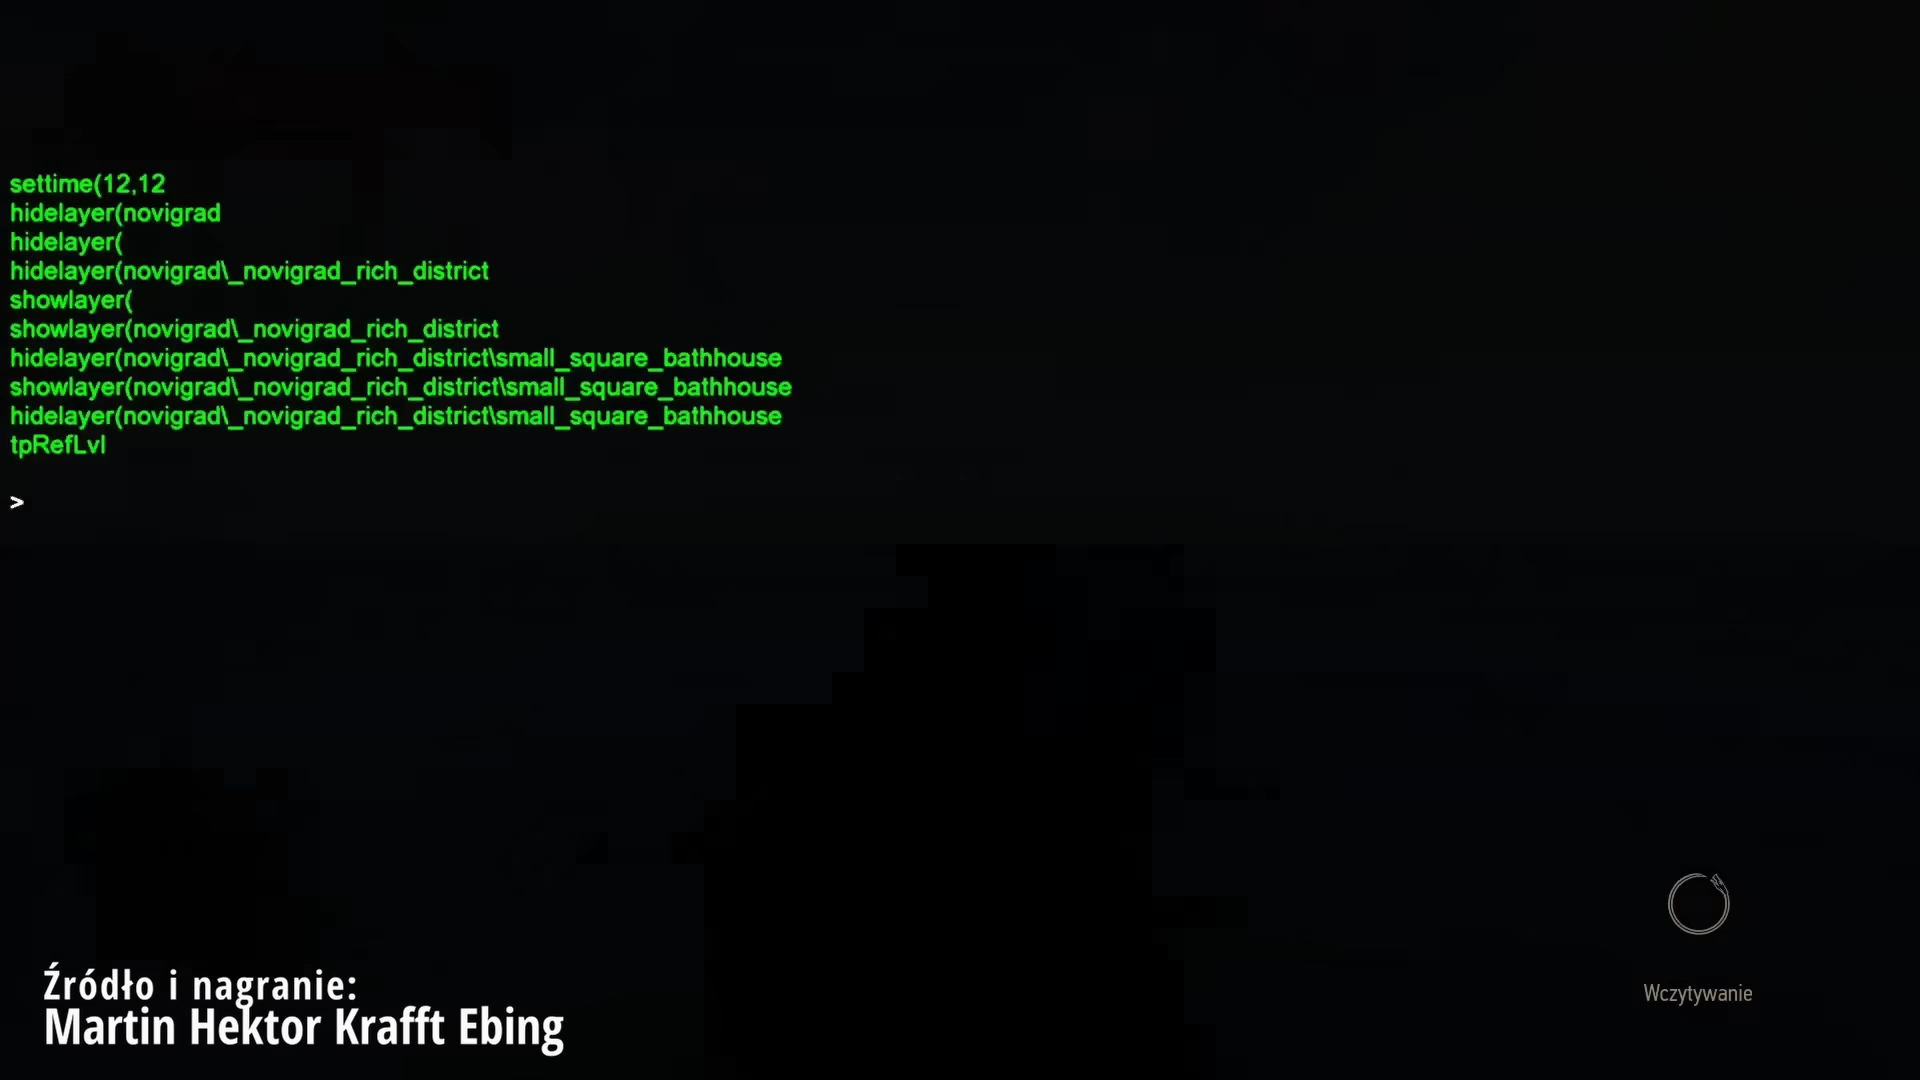 settime(12,12
hidelayer(novigrad
hidelayer(
hidelayer(novigrad\_novigrad_rich_district
showlayer(
showlayer(novigrad\_novigrad_rich_district
hidelayer(novigrad\_novigrad_rich_district\small_square_bathhouse
showlayer(novigrad\_novigrad_rich_district\small_square_bathhouse
hidelayer(novigrad\_novigrad_rich_district\small_square_bathhouse
tpRefLvl
>
Źródło i nagranie:
Martin Hektor Krafft Ebing
Wczytywanie